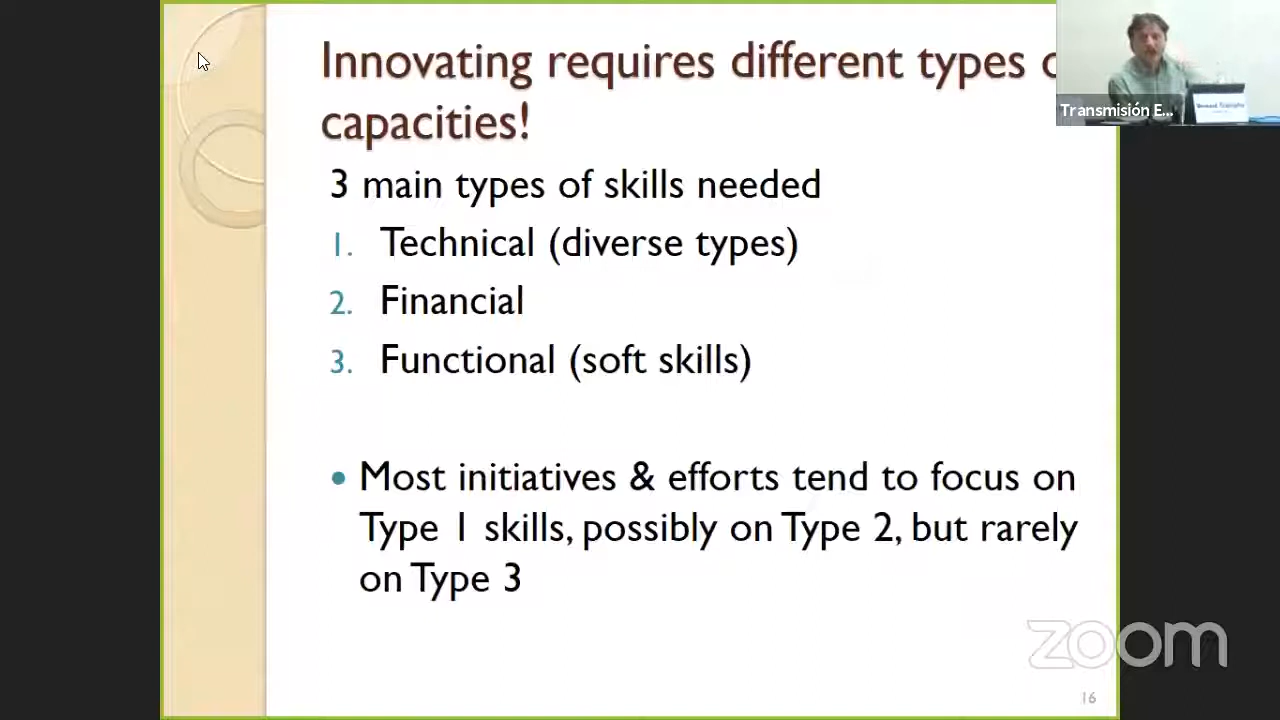 Innovating requires different types
capacities!
3 main types of skills needed
1. Technical (diverse types)
2. Financial
3. Functional (soft skills)
• Most initiatives & efforts tend to focus on
Type 1 skills, possibly on Type 2, but rarely
on Type 3
Transmisión E...
zoom
16